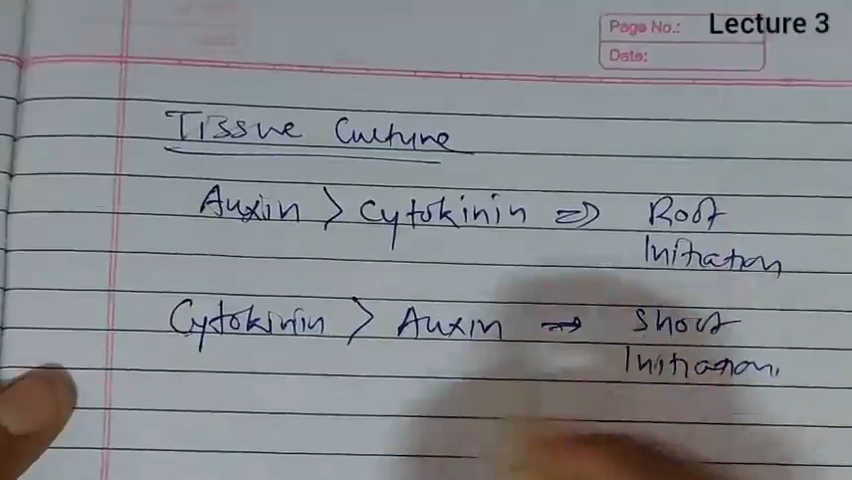 Page No.:
Lecture 3
Date:
Tissue Culture
Auxin > Cytokinin ⇒ Root
Initiation
Cytokinin > Auxin → Shoot
Initiation.